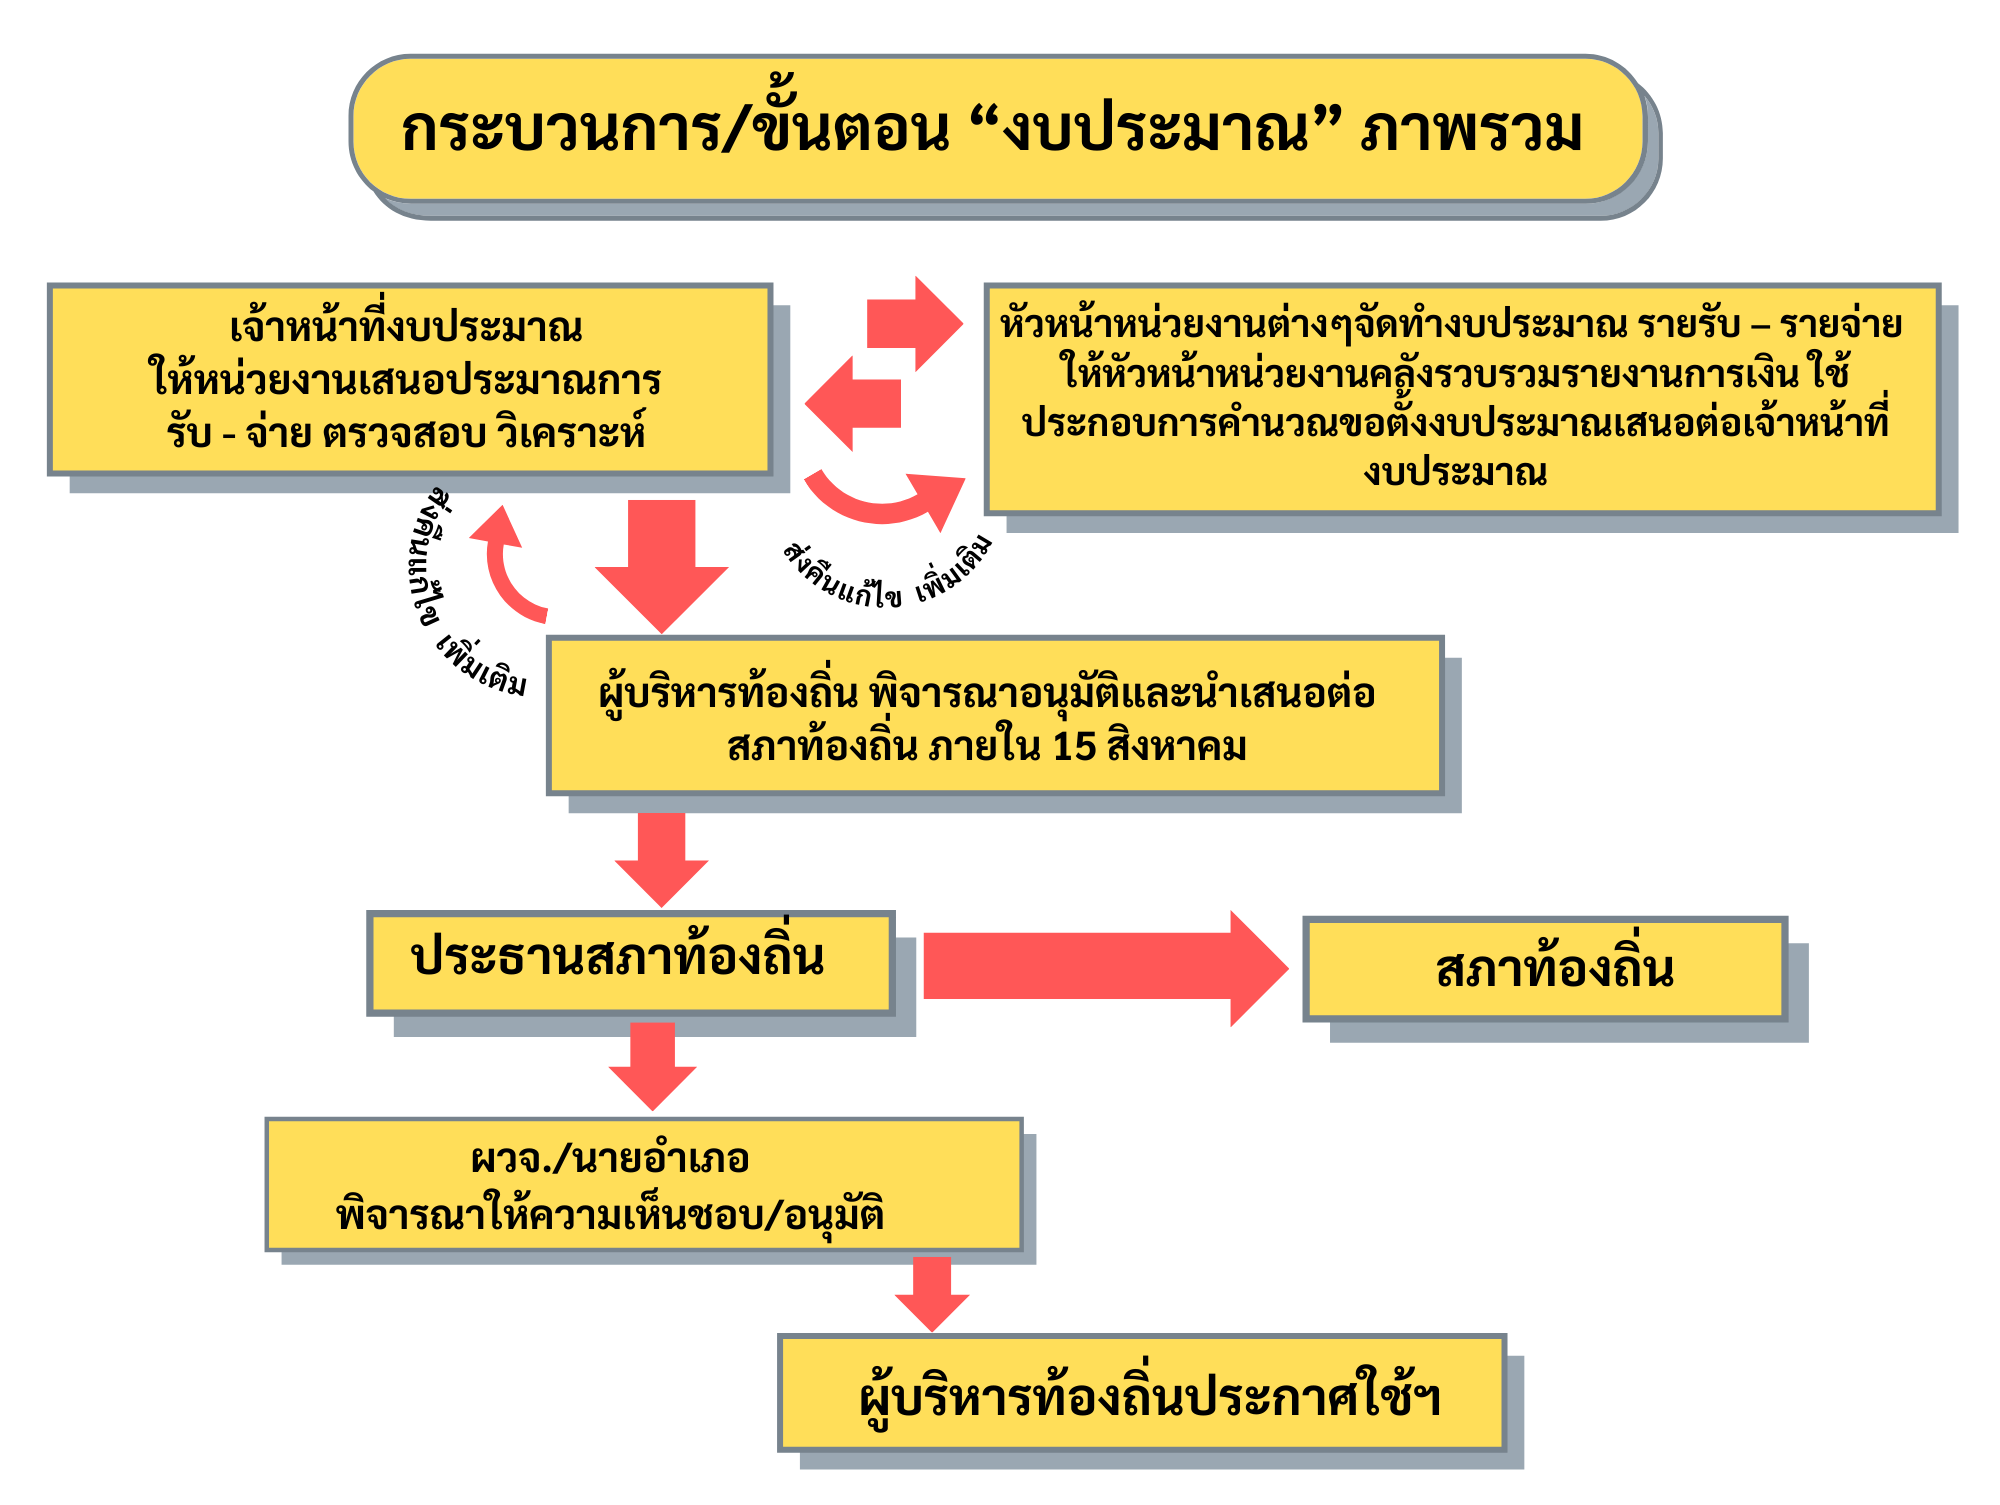 กระบวนการ/ขั้นตอน “งบประมาณ” ภาพรวม
เจ้าหน้าที่งบประมาณ
ให้หน่วยงานเสนอประมาณการ
รับ - จ่าย ตรวจสอบ วิเคราะห์
หัวหน้าหน่วยงานต่างๆจัดทำงบประมาณ รายรับ – รายจ่าย
ให้หัวหน้าหน่วยงานคลังรวบรวมรายงานการเงิน ใช้
ประกอบการคำนวณขอตั้งงบประมาณเสนอต่อเจ้าหน้าที่
งบประมาณ
ส่งคืนแก้ไข เพิ่มเติม
ส่งคืนแก้ไข เพิ่มเติม
ผู้บริหารท้องถิ่น พิจารณาอนุมัติและนำเสนอต่อ
สภาท้องถิ่น ภายใน 15 สิงหาคม
ประธานสภาท้องถิ่น
สภาท้องถิ่น
ผวจ./นายอำเภอ
พิจารณาให้ความเห็นชอบ/อนุมัติ
ผู้บริหารท้องถิ่นประกาศใช้ฯ